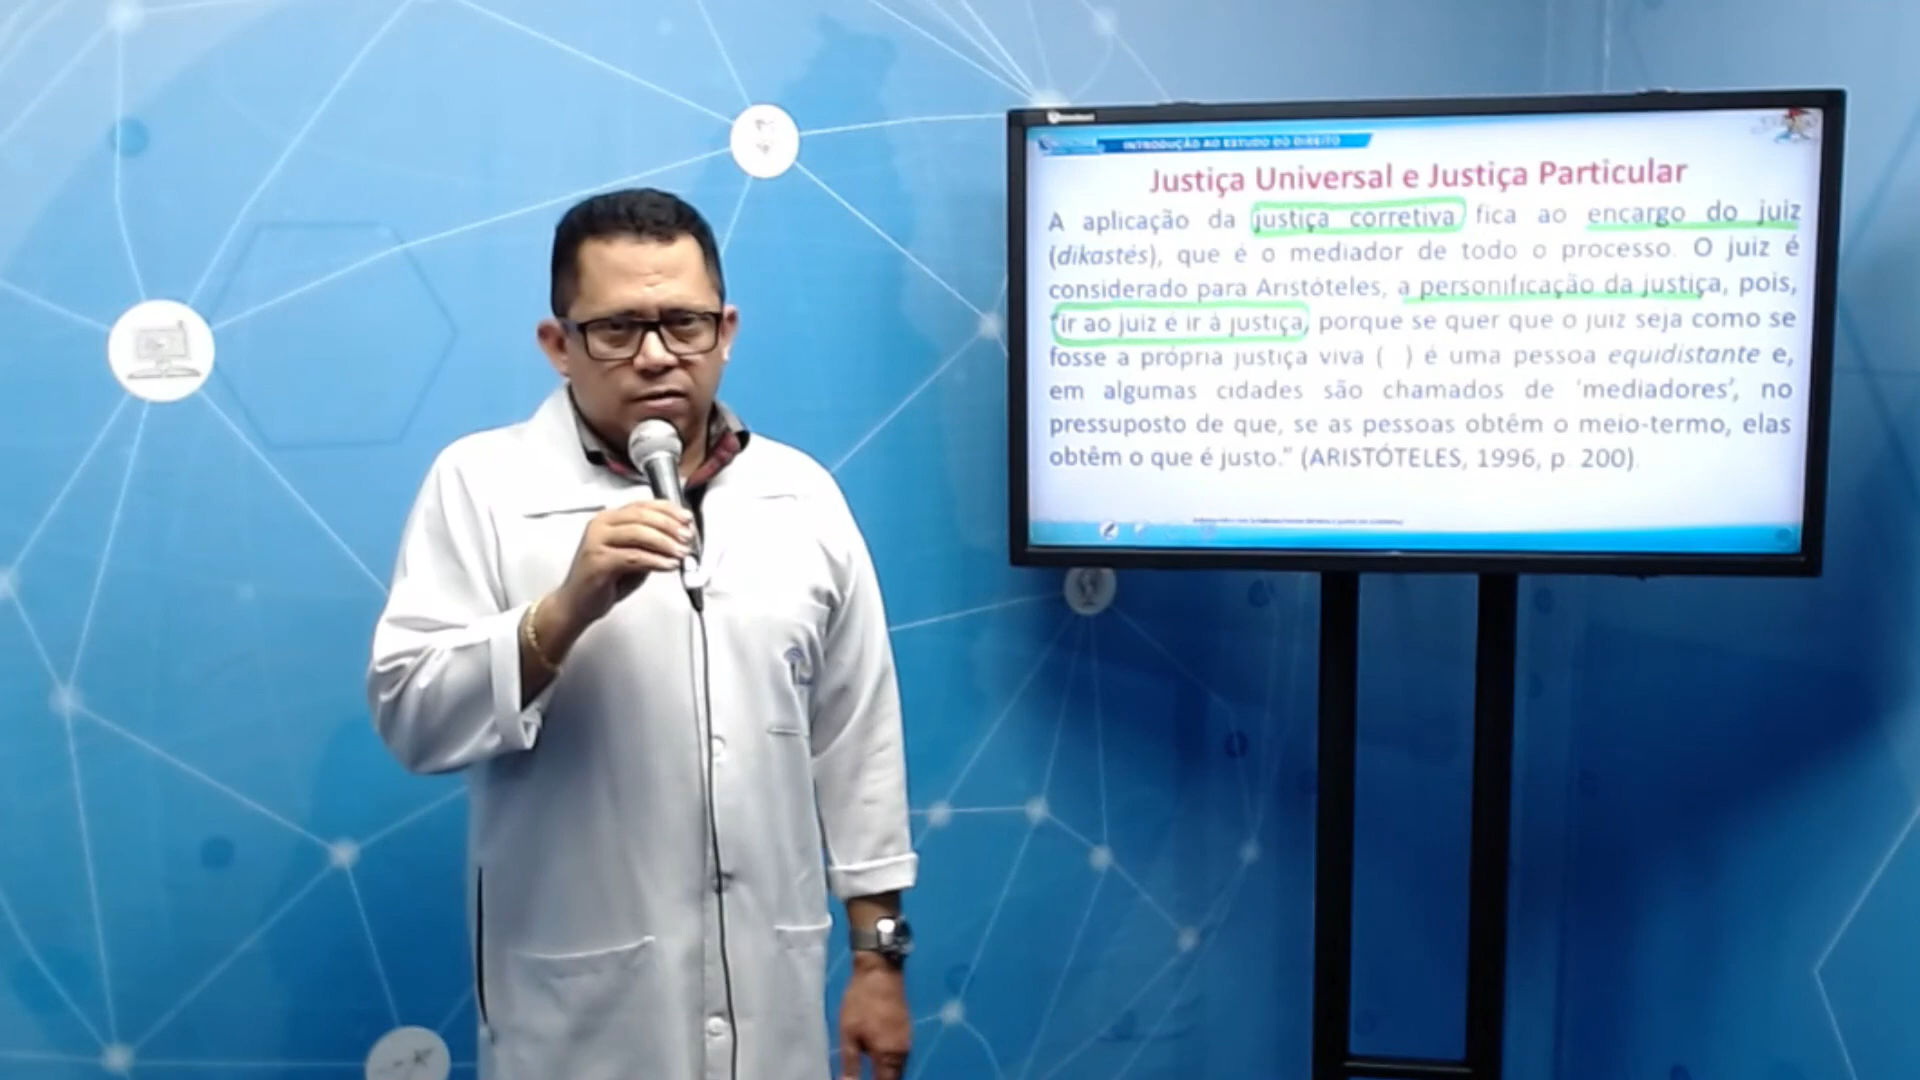 INTRODUÇÃO AO ESTUDO DO DIREITO
Justiça Universal e Justiça Particular
A aplicação da justiça corretiva fica ao encargo do juiz
(dikastés), que é o mediador de todo o processo. O juiz é
considerado para Aristóteles, a personificação da justiça, pois,
"ir ao juiz é ir à justiça, porque se quer que o juiz seja como se
fosse a própria justiça viva ( ) é uma pessoa equidistante e,
em algumas cidades são chamados de ‘mediadores’, no
pressuposto de que, se as pessoas obtêm o meio-termo, elas
obtêm o que é justo.” (ARISTÓTELES, 1996, p. 200).